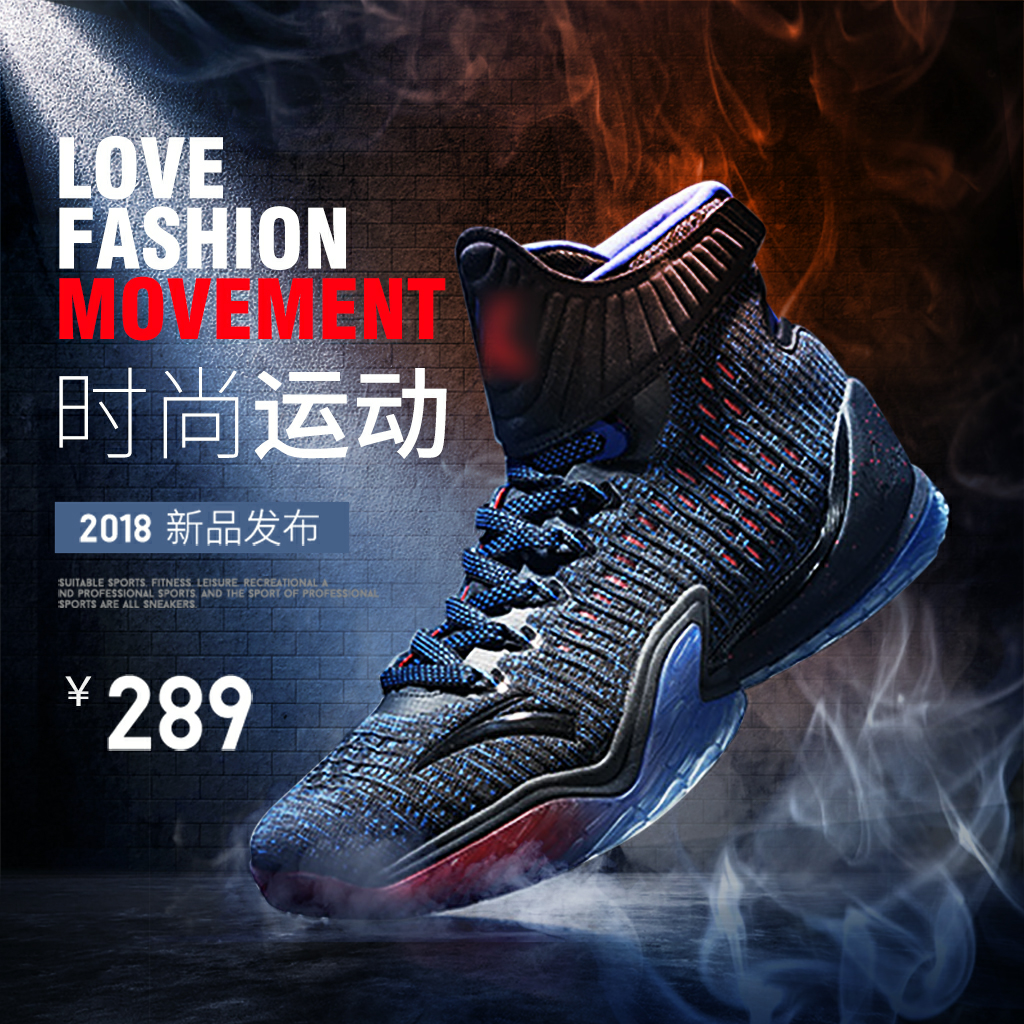 LOVE
FASHION
MOVEMENT
时尚运动
2018 新品发布
SUITABLE SPORTS. FITNESS. LEISURE. RECREATIONAL A
ND PROFESSIONAL SPORTS. AND THE SPORT OF PROFESSIONAL
SPORTS ARE ALL SNEAKERS.
¥ 289